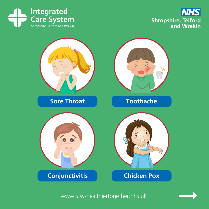 Integrated
Care System
NHS
Shropshire, Telford
and Wrekin
Sore Throat
Toothache
Conjunctivitis
Chicken Pox